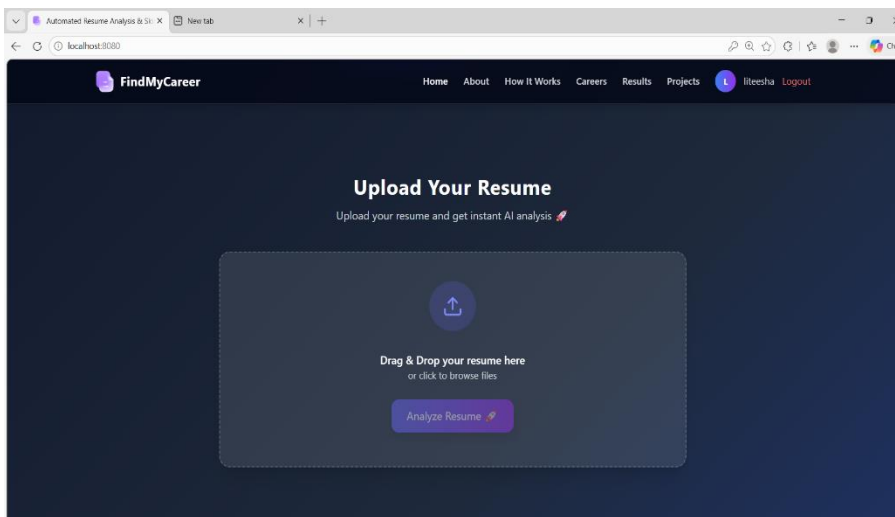 Automated Resume Analysis & Ski
New tab
localhost:8080
FindMyCareer
Home About How It Works Careers Results Projects L liteesha Logout
Upload Your Resume
Upload your resume and get instant AI analysis 🚀
Drag & Drop your resume here
or click to browse files
Analyze Resume 🚀